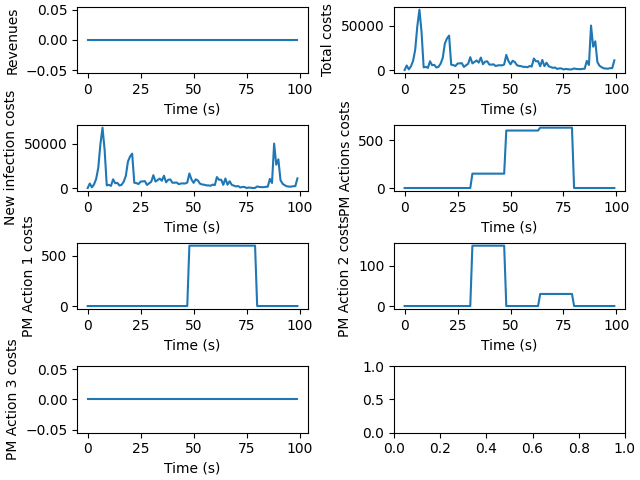 Revenues
0.05
0.00
−0.05
0 25 50 75 100
Time (s)
Total costs
50000
0
0 25 50 75 100
Time (s)
New infection costs
50000
0
0 25 50 75 100
Time (s)
PM Actions costs
500
0
0 25 50 75 100
Time (s)
PM Action 1 costs
500
0
0 25 50 75 100
Time (s)
PM Action 2 costs
100
0
0 25 50 75 100
Time (s)
PM Action 3 costs
0.05
0.00
−0.05
0 25 50 75 100
Time (s)
1.0
0.5
0.0
0.0 0.2 0.4 0.6 0.8 1.0